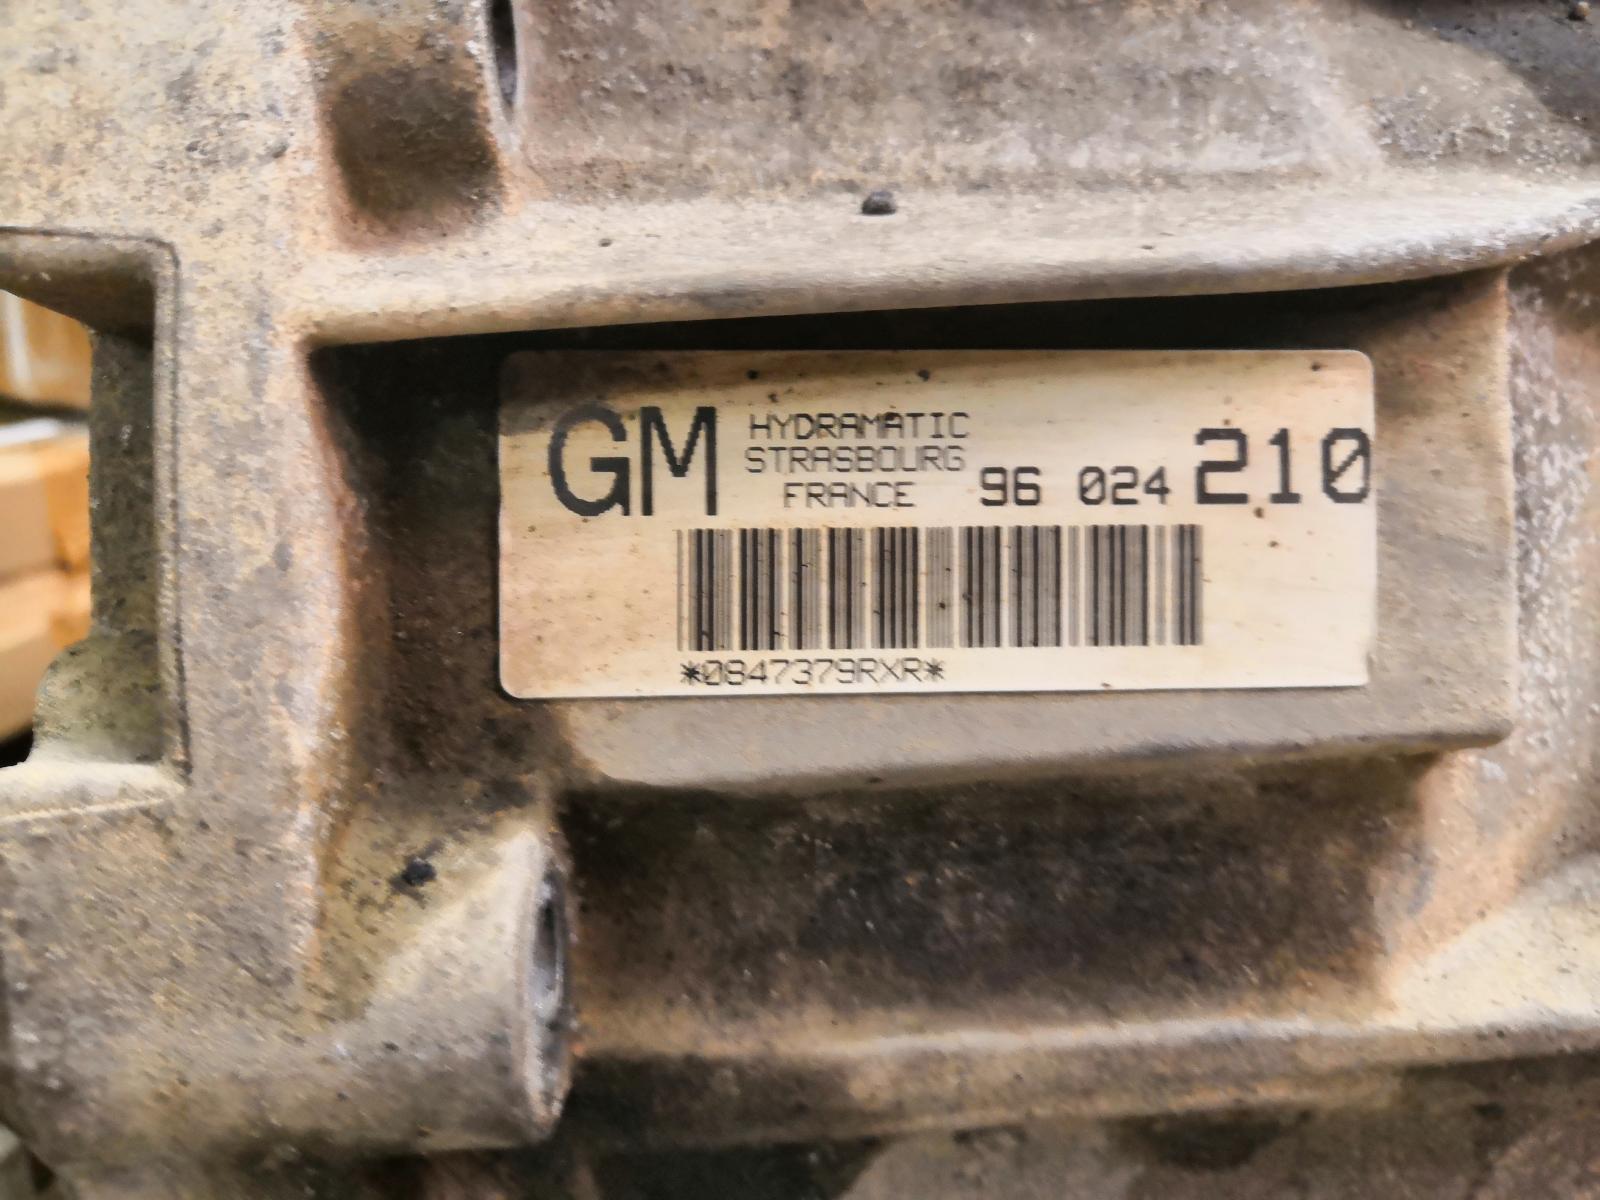 GM HYDRAMATIC
STRASBOURG
FRANCE 96 024 210
*0847379RXR*